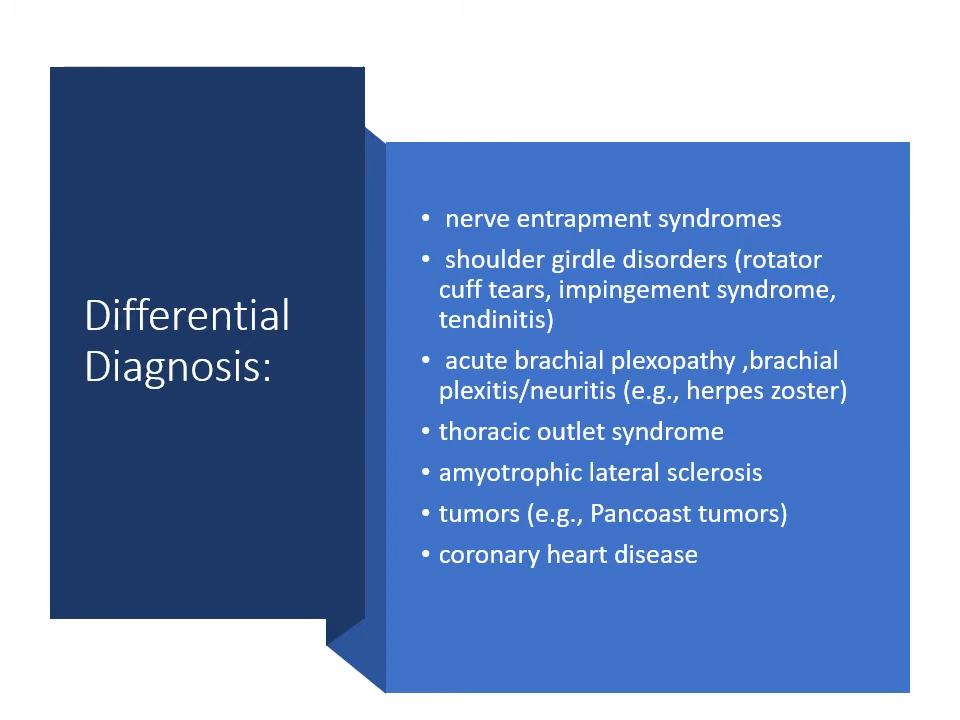 Differential
Diagnosis:
• nerve entrapment syndromes
• shoulder girdle disorders (rotator
cuff tears, impingement syndrome,
tendinitis)
• acute brachial plexopathy ,brachial
plexitis/neuritis (e.g., herpes zoster)
• thoracic outlet syndrome
• amyotrophic lateral sclerosis
• tumors (e.g., Pancoast tumors)
• coronary heart disease